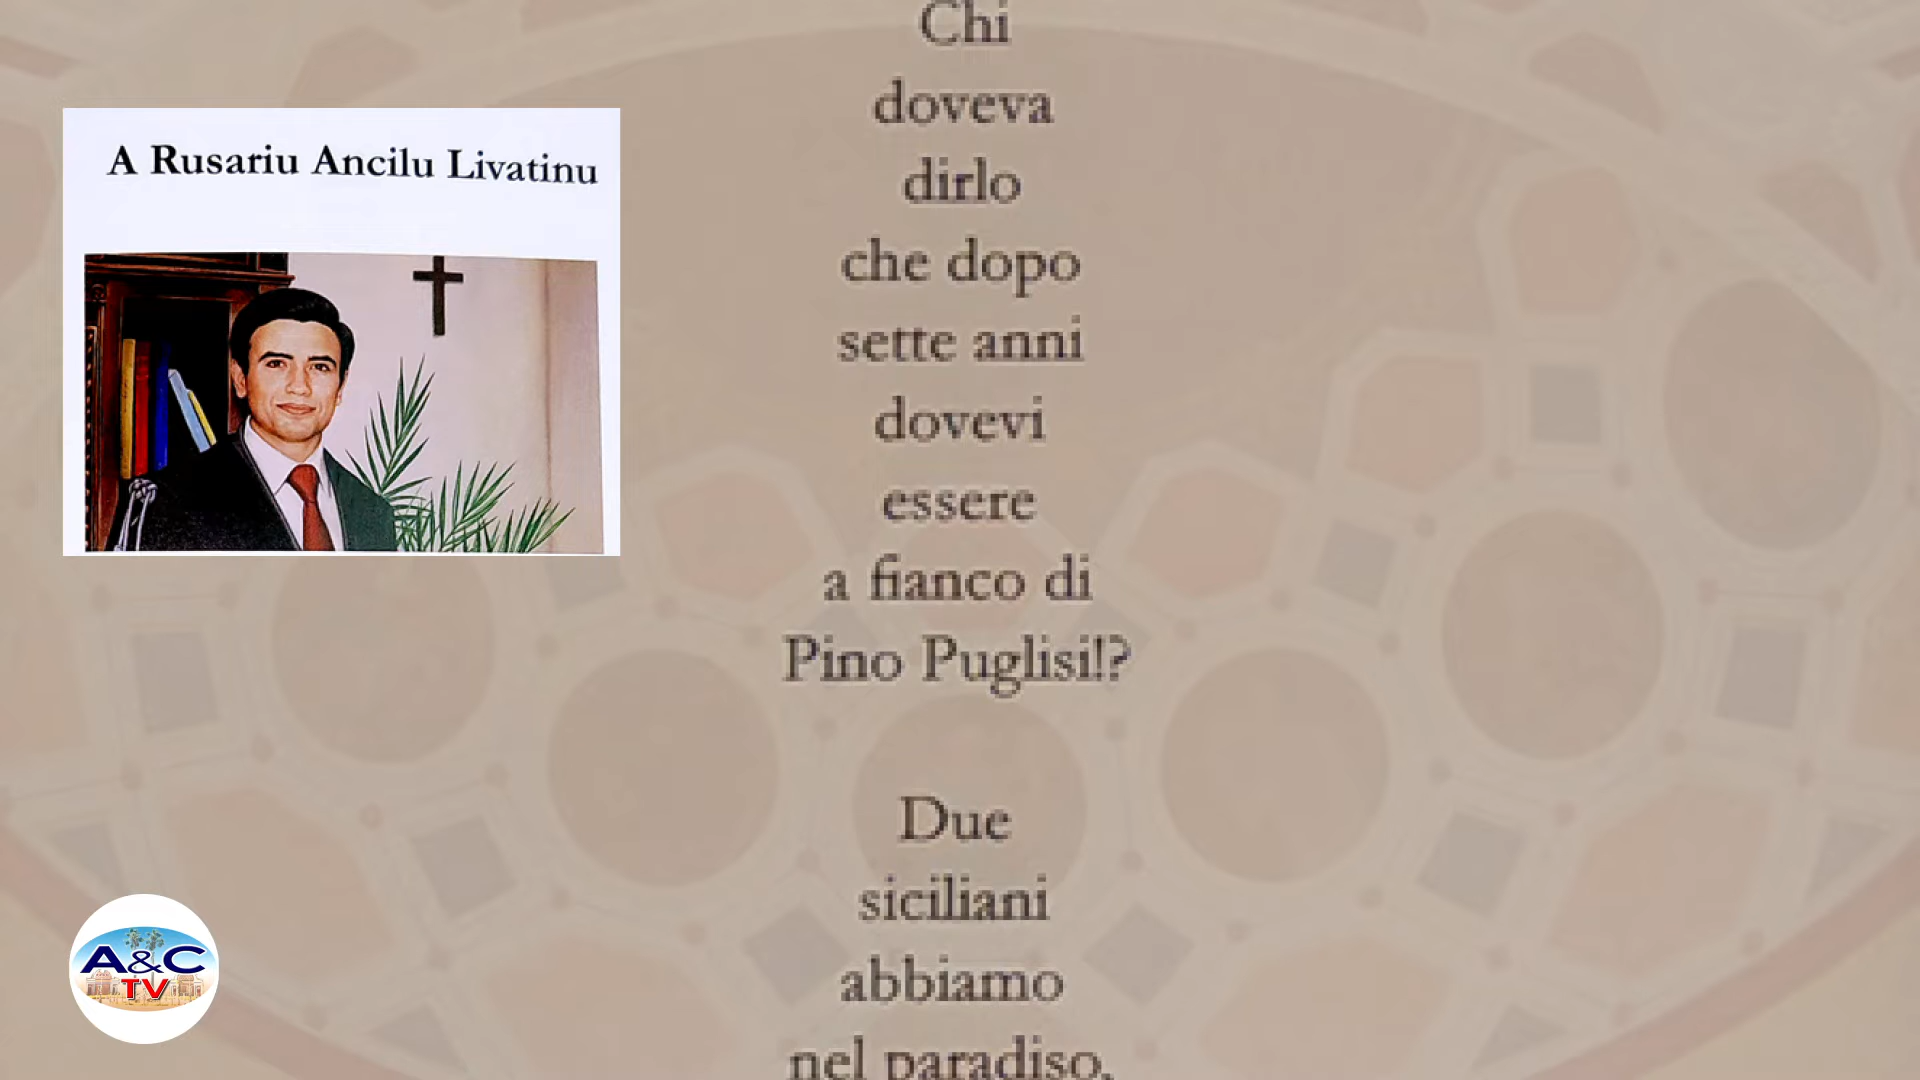 A Rusariu Ancilu Livatinu
Chi
doveva
dirlo
che dopo
sette anni
dovevi
essere
a fianco di
Pino Puglisi!?
Due
siciliani
abbiamo
nel paradiso,
A&C
TV